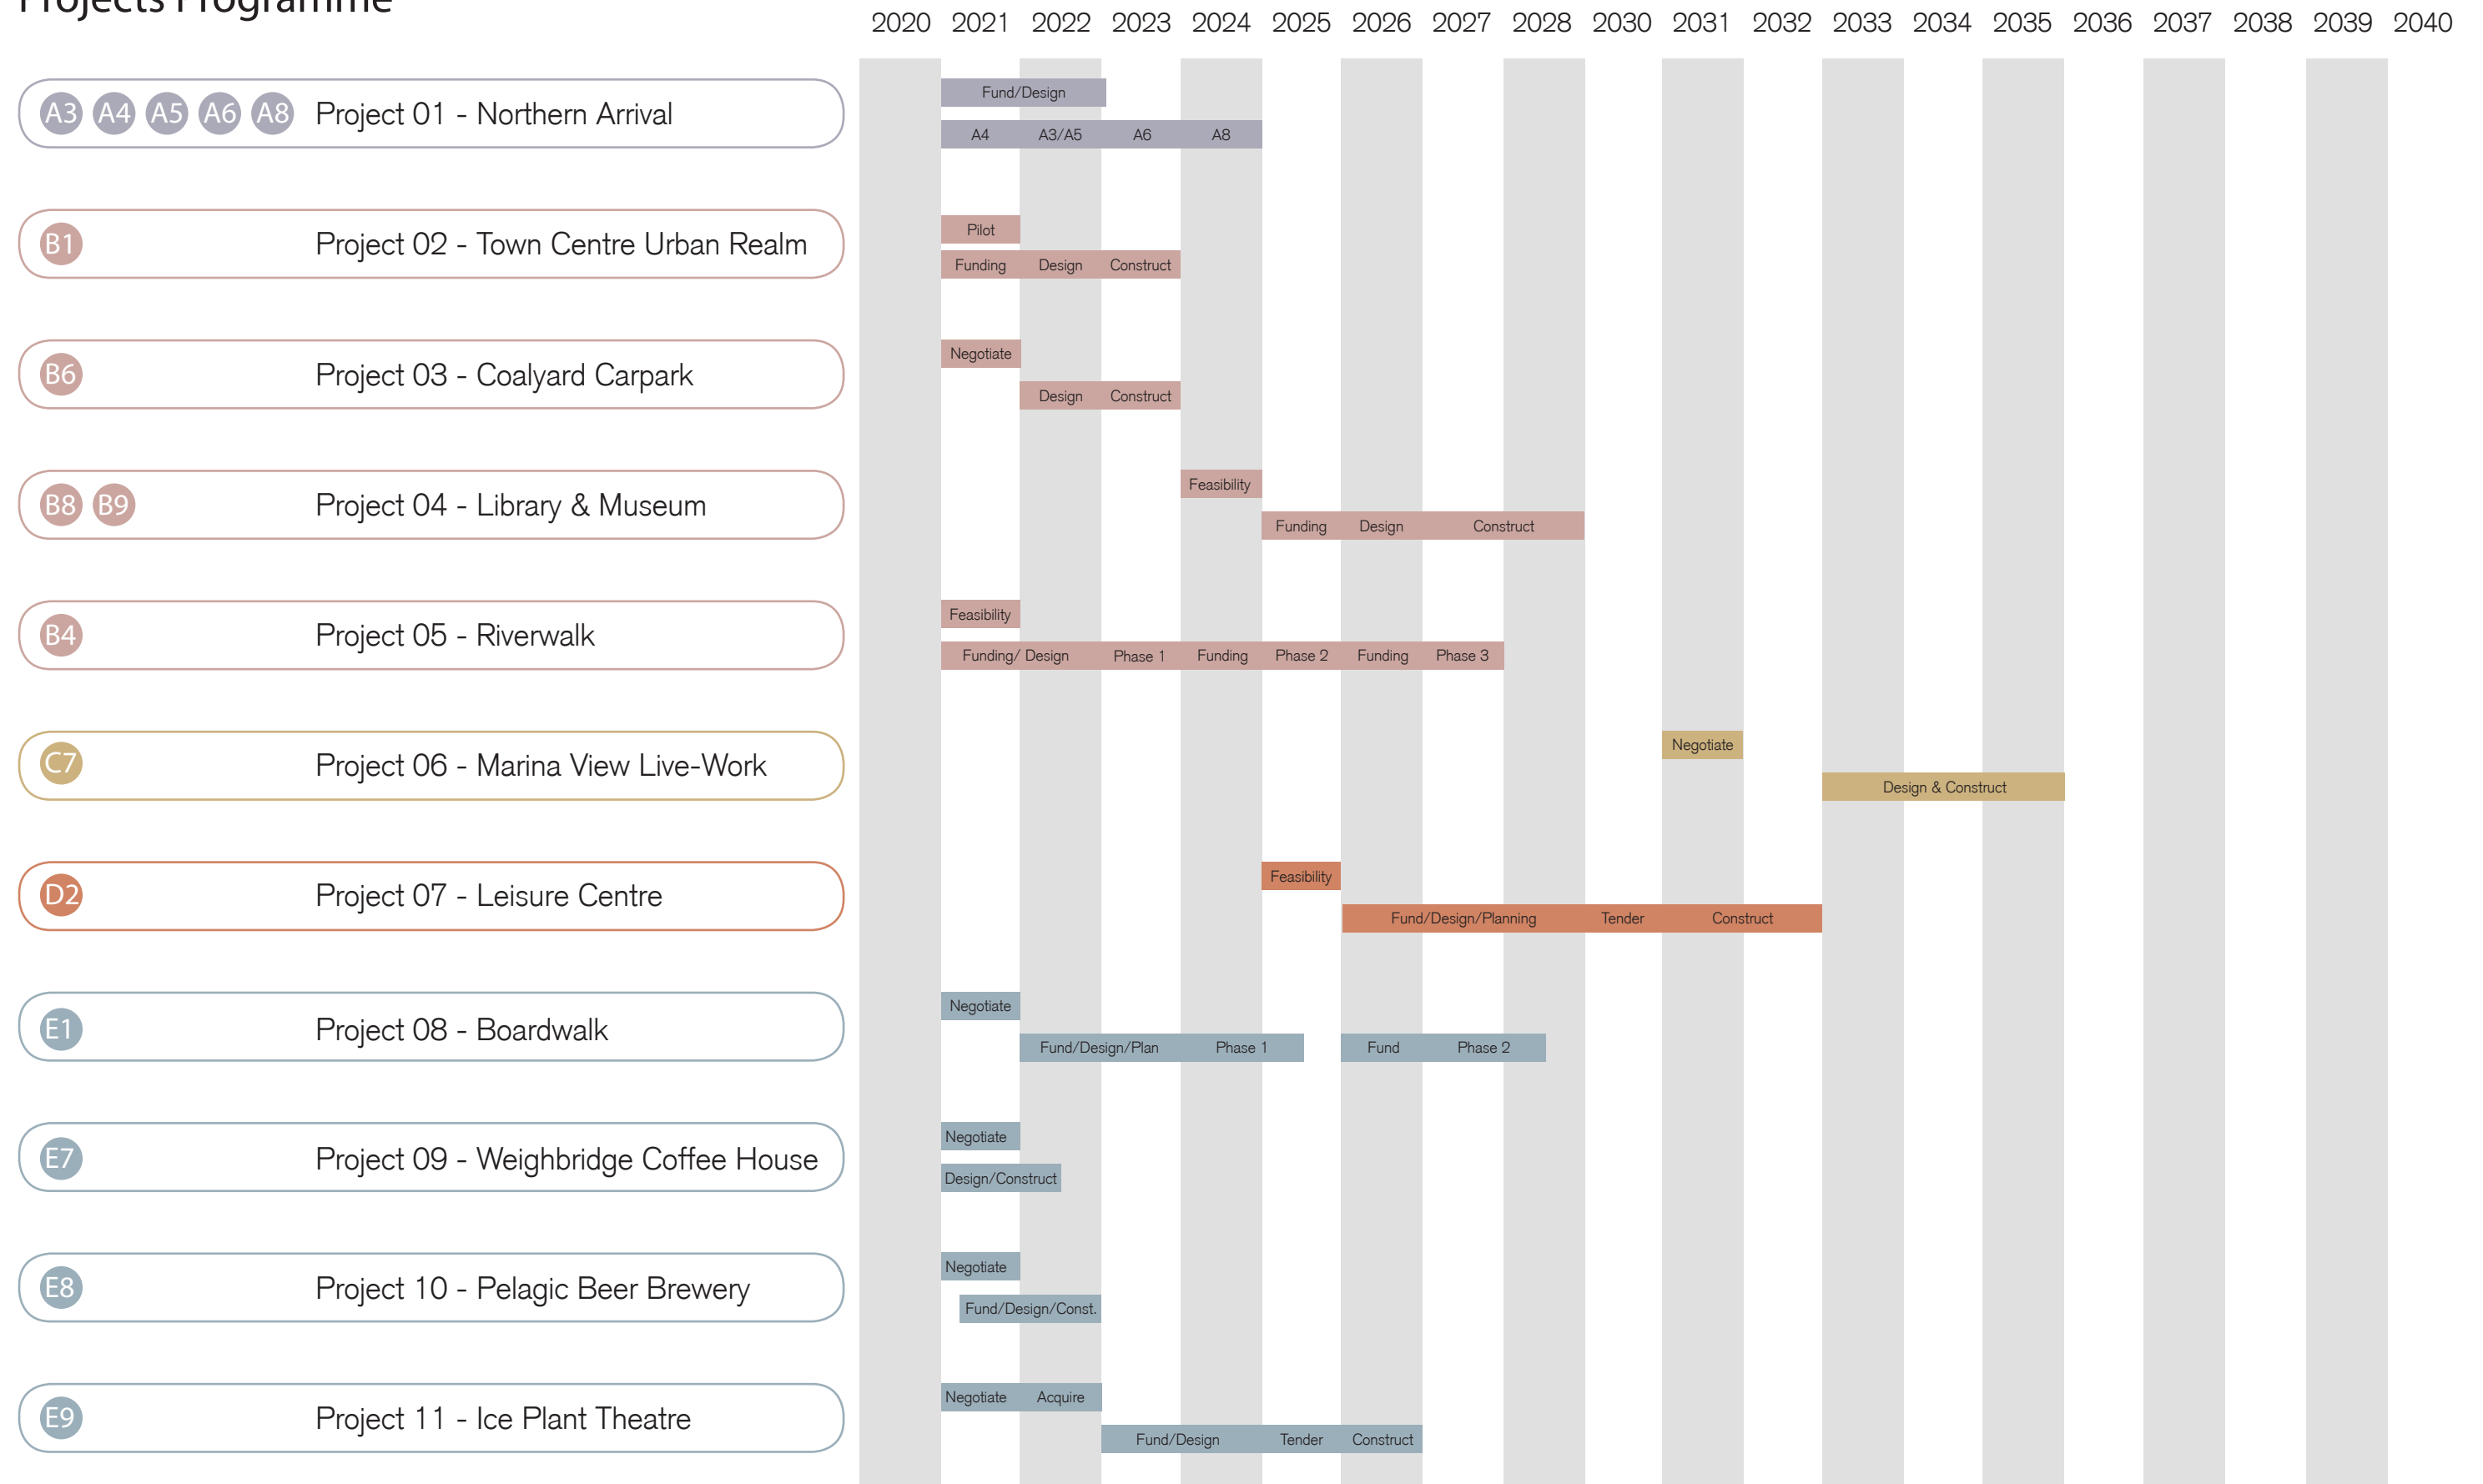 Projects Programme
2020 2021 2022 2023 2024 2025 2026 2027 2028 2030 2031 2032 2033 2034 2035 2036 2037 2038 2039 2040
A3 A4 A5 A6 A8 Project 01 - Northern Arrival
Fund/Design
A4 A3/A5 A6 A8
B1 Project 02 - Town Centre Urban Realm
Pilot
Funding Design Construct
B6 Project 03 - Coalyard Carpark
Negotiate
Design Construct
B8 B9 Project 04 - Library & Museum
Feasibility
Funding Design Construct
B4 Project 05 - Riverwalk
Feasibility
Funding/ Design Phase 1 Funding Phase 2 Funding Phase 3
C7 Project 06 - Marina View Live-Work
Negotiate
Design & Construct
D2 Project 07 - Leisure Centre
Feasibility
Fund/Design/Planning Tender Construct
E1 Project 08 - Boardwalk
Negotiate
Fund/Design/Plan Phase 1 Fund Phase 2
E7 Project 09 - Weighbridge Coffee House
Negotiate
Design/Construct
E8 Project 10 - Pelagic Beer Brewery
Negotiate
Fund/Design/Const.
E9 Project 11 - Ice Plant Theatre
Negotiate Acquire
Fund/Design Tender Construct